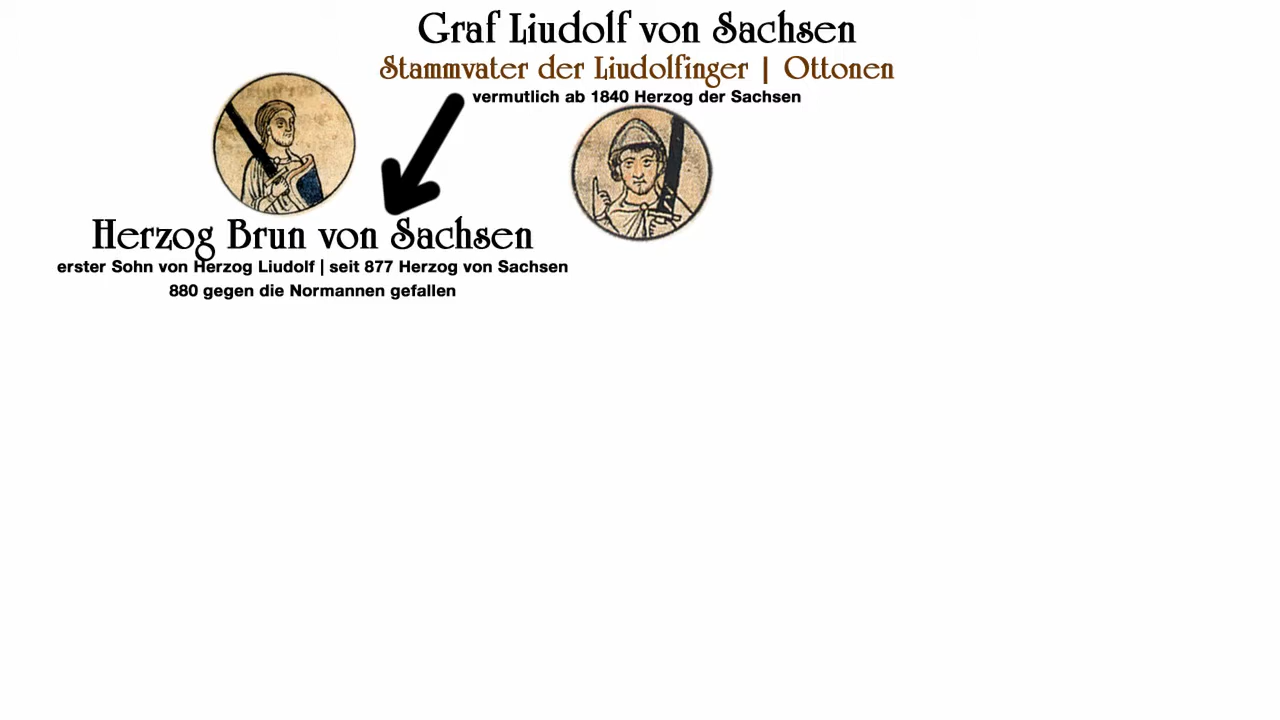 Graf Liudolf von Sachsen
Stammvater der Liudolfinger | Ottonen
vermutlich ab 1840 Herzog der Sachsen
Herzog Brun von Sachsen
erster Sohn von Herzog Liudolf | seit 877 Herzog von Sachsen
880 gegen die Normannen gefallen